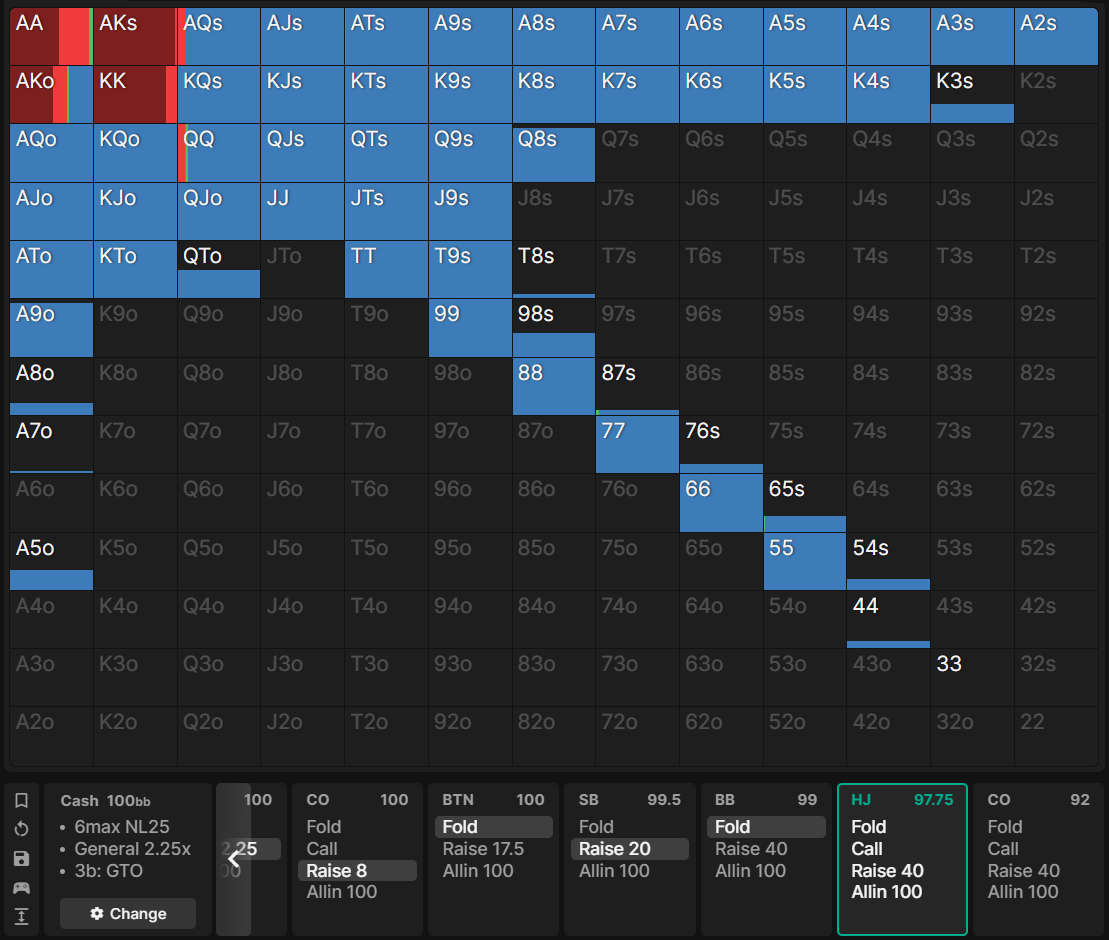 AA AKs AQs AJs ATs A9s A8s A7s A6s A5s A4s A3s A2s
AKo KK KQs KJs KTs K9s K8s K7s K6s K5s K4s K3s K2s
AQo KQo QQ QJs QTs Q9s Q8s Q7s Q6s Q5s Q4s Q3s Q2s
AJo KJo QJo JJ JTs J9s J8s J7s J6s J5s J4s J3s J2s
ATo KTo QTo JTo TT T9s T8s T7s T6s T5s T4s T3s T2s
A9o K9o Q9o J9o T9o 99 98s 97s 96s 95s 94s 93s 92s
A8o K8o Q8o J8o T8o 98o 88 87s 86s 85s 84s 83s 82s
A7o K7o Q7o J7o T7o 97o 87o 77 76s 75s 74s 73s 72s
A6o K6o Q6o J6o T6o 96o 86o 76o 66 65s 64s 63s 62s
A5o K5o Q5o J5o T5o 95o 85o 75o 65o 55 54s 53s 52s
A4o K4o Q4o J4o T4o 94o 84o 74o 64o 54o 44 43s 42s
A3o K3o Q3o J3o T3o 93o 83o 73o 63o 53o 43o 33 32s
A2o K2o Q2o J2o T2o 92o 82o 72o 62o 52o 42o 32o 22
Cash 100bb
• 6max NL25
• General 2.25x
• 3b: GTO
Change
100
2.25
00
CO 100
Fold
Call
Raise 8
Allin 100
BTN 100
Fold
Raise 17.5
Allin 100
SB 99.5
Fold
Raise 20
Allin 100
BB 99
Fold
Raise 40
Allin 100
HJ 97.75
Fold
Call
Raise 40
Allin 100
CO 92
Fold
Call
Raise 40
Allin 100